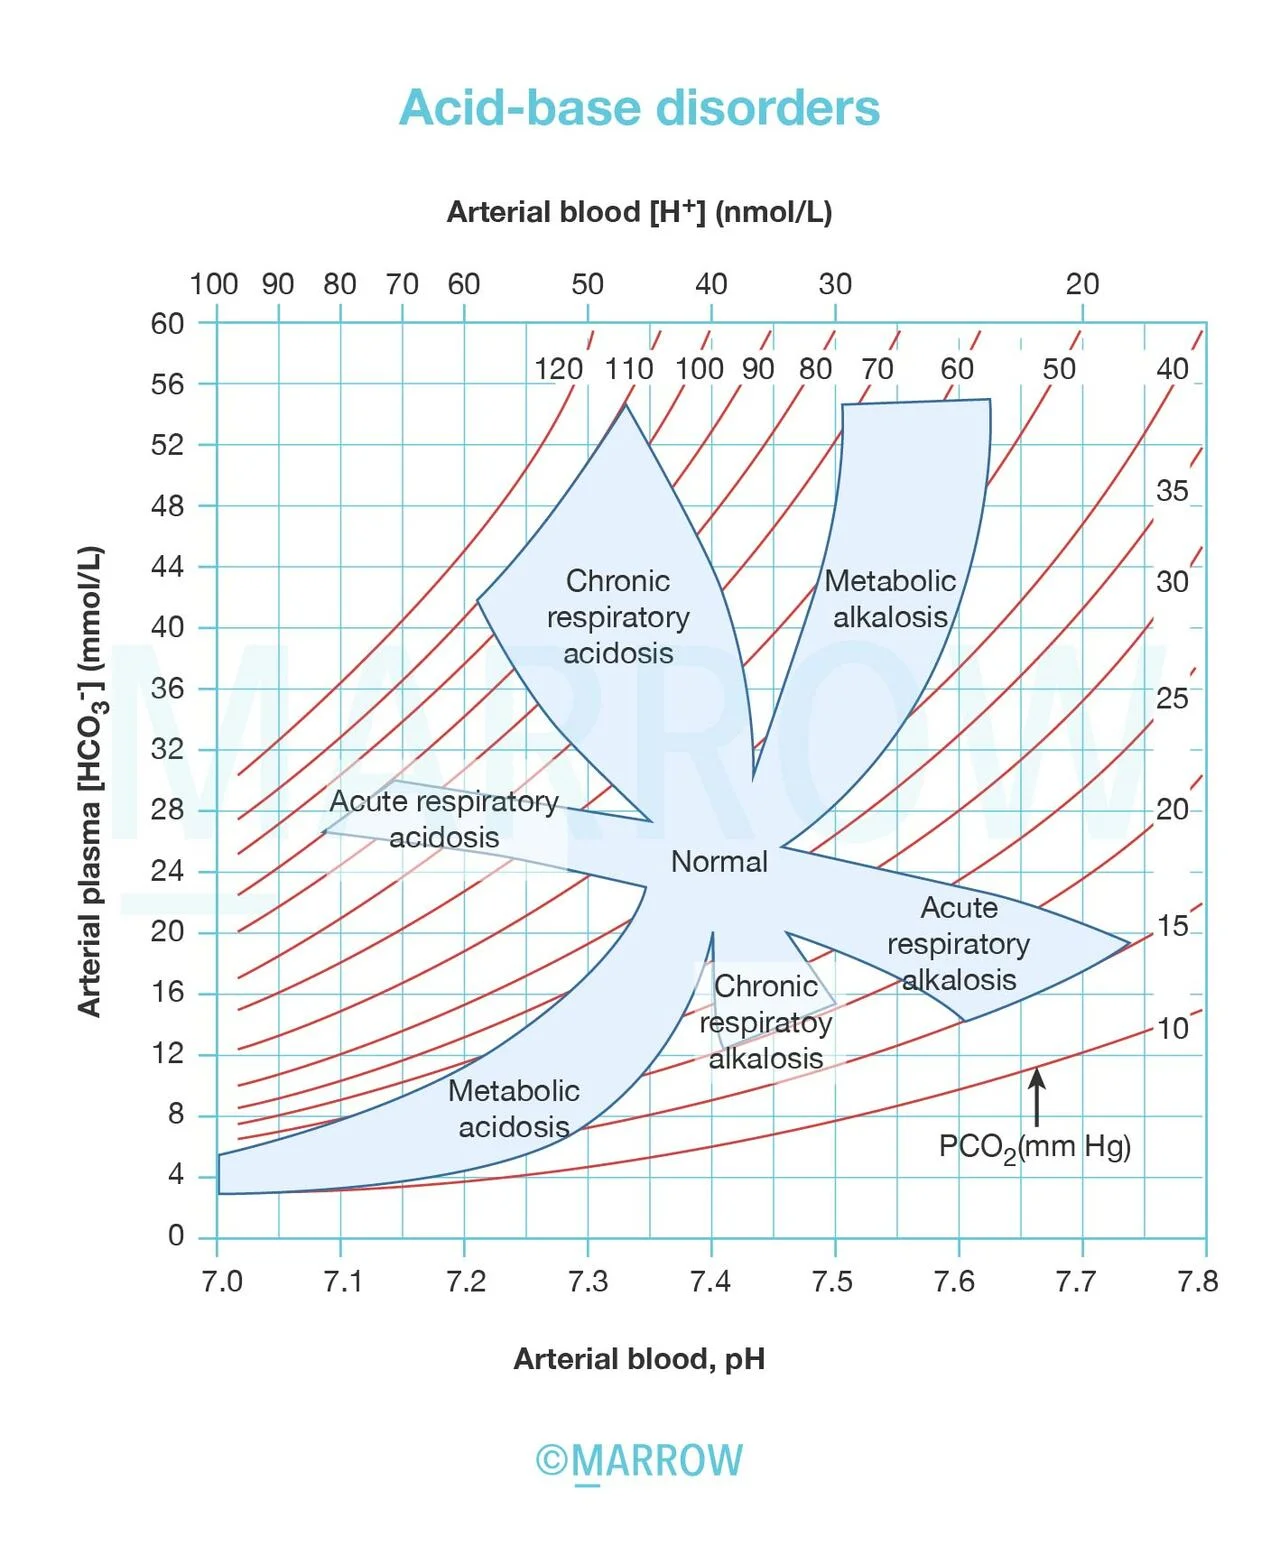 Acid-base disorders
Arterial blood [H⁺] (nmol/L)
100 90 80 70 60 50 40 30 20
60
120 110 100 90 80 70 60 50 40
56
52
48
44
40
36
32
28
24
20
16
12
8
4
0
35
30
25
20
15
10
Arterial plasma [HCO₃⁻] (mmol/L)
Chronic
respiratory
acidosis
Metabolic
alkalosis
Acute respiratory
acidosis
Normal
Acute
respiratory
alkalosis
Chronic
respiratoy
alkalosis
Metabolic
acidosis
PCO₂(mm Hg)
7.0 7.1 7.2 7.3 7.4 7.5 7.6 7.7 7.8
Arterial blood, pH
MARROW
©MARROW